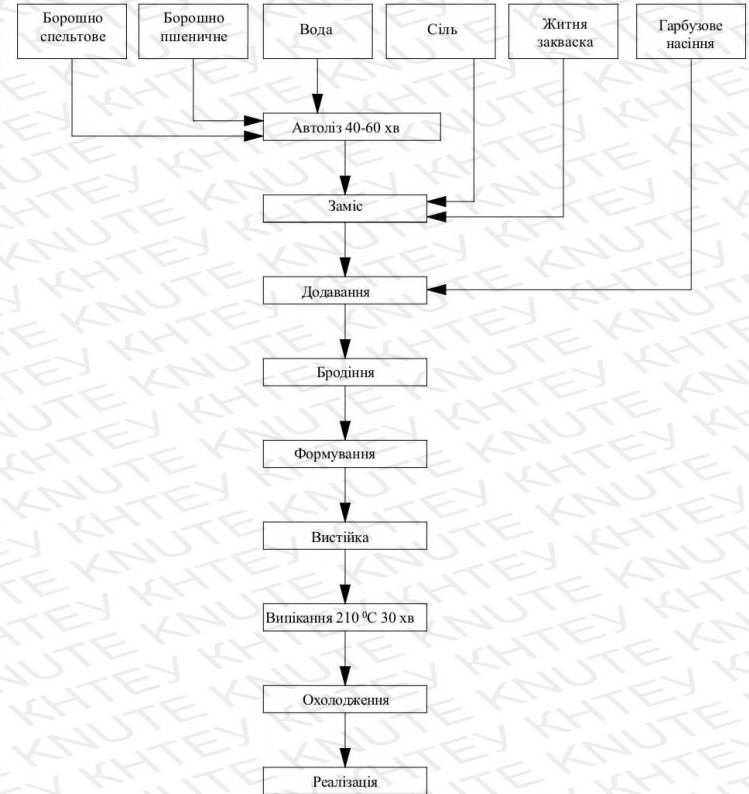 Борошно
спельтове
Борошно
пшеничне
Вода
Сіль
Житня
закваска
Гарбузове
насіння
Автоліз 40-60 хв
Заміс
Додавання
Бродіння
Формування
Вистійка
Випікання 210 ⁰С 30 хв
Охолодження
Реалізація